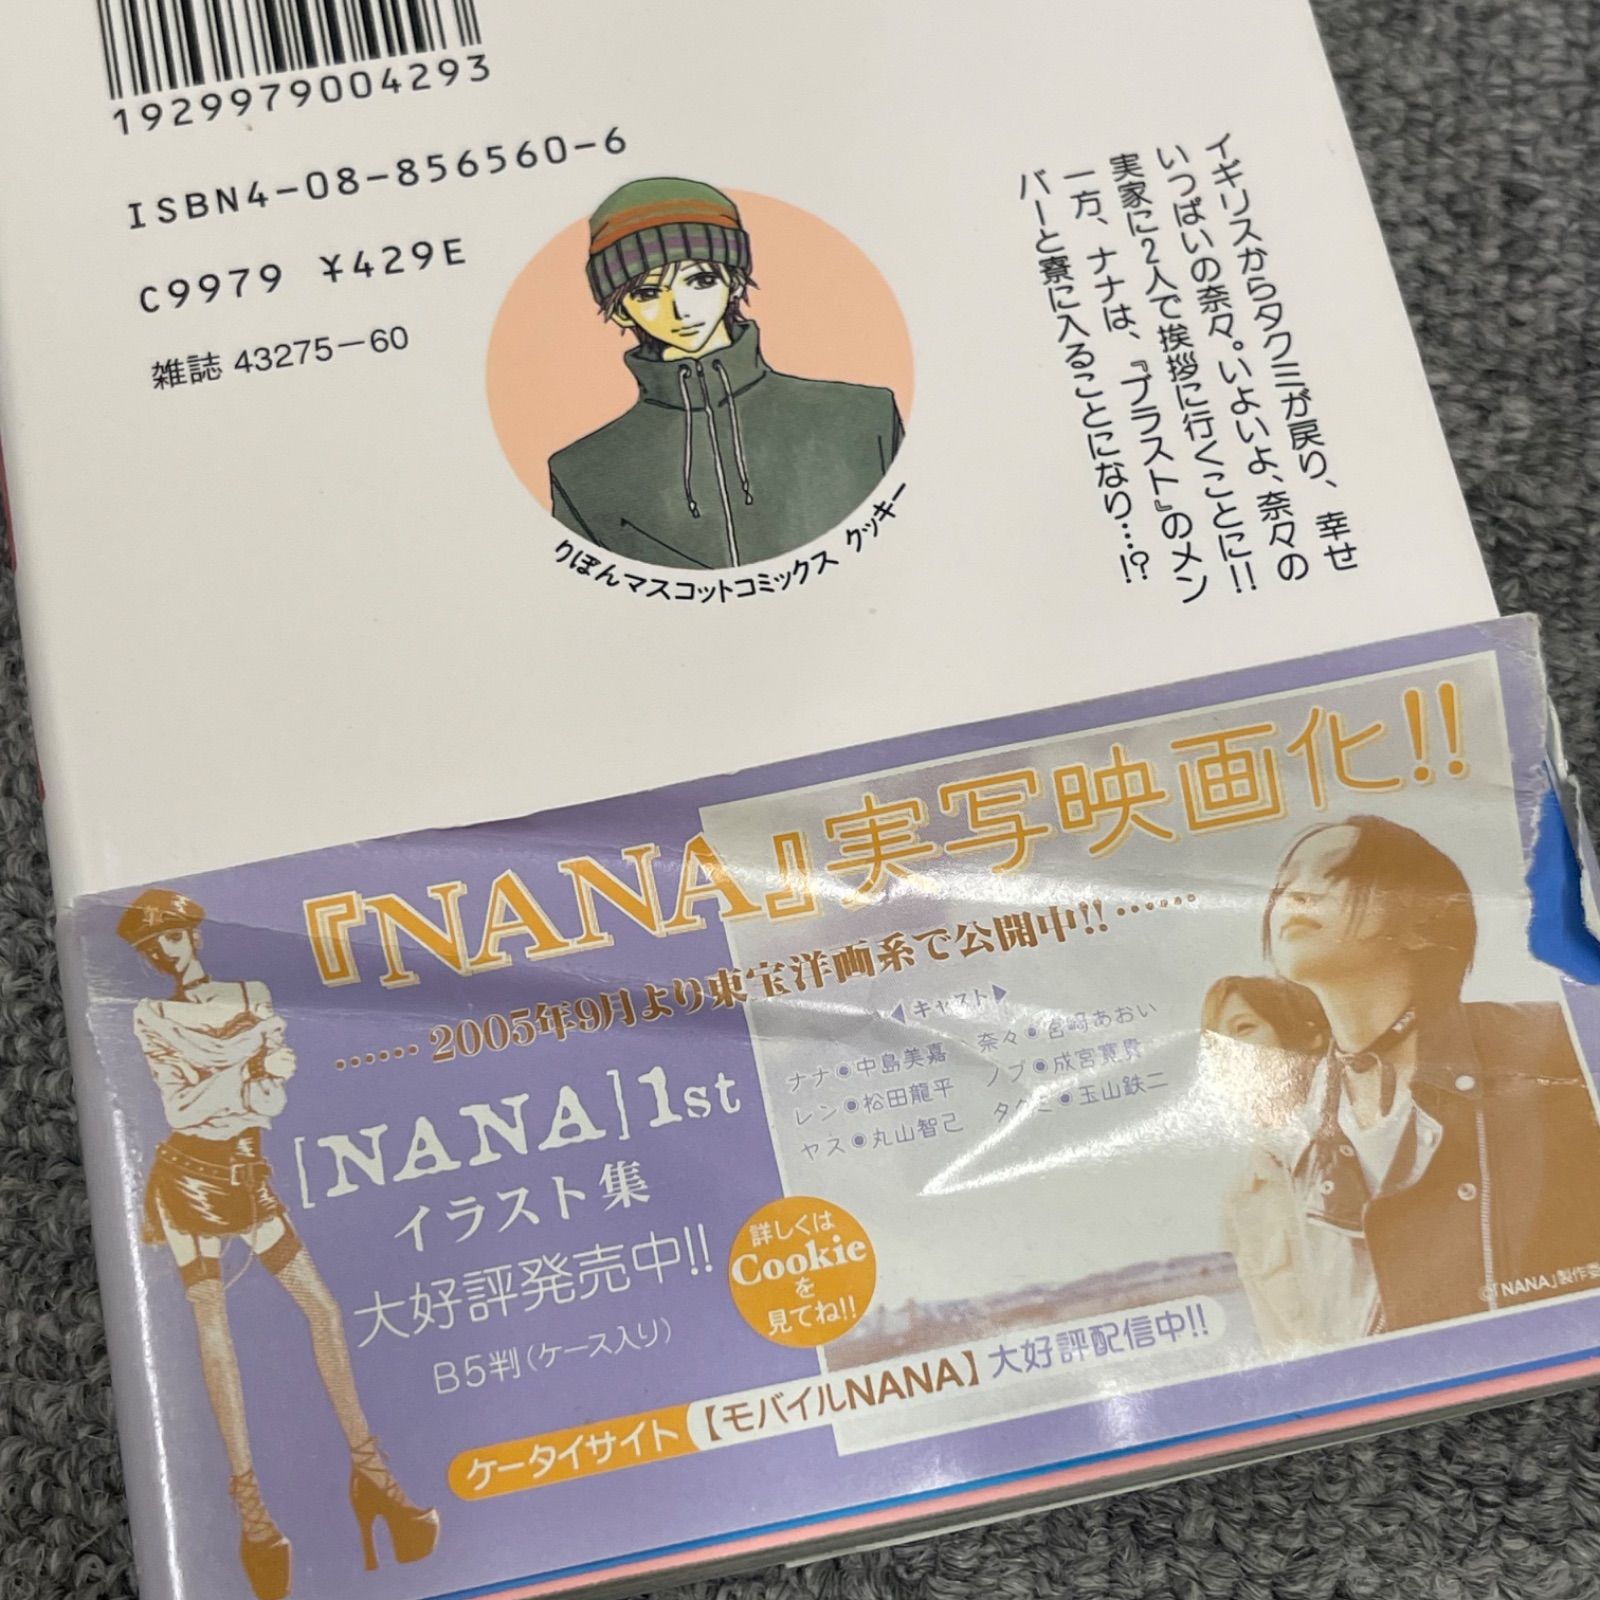 1929979004293
ISBN4-08-856560-6
C9979 ¥429E
雑誌 43275-60
りぼんマスコットコミックス クッキー
イギリスからタクミが戻り、幸せ
いっぱいの奈々。いよいよ、奈々の
実家に2人で挨拶に行くことに!!
一方、ナナは、『ブラスト』のメン
バーと寮に入ることになり…!?
『NANA』実写映画化!!
……2005年9月より東宝洋画系で公開中!!……
◀キャスト▶
ナナ◉中島美嘉 奈々◉宮﨑あおい
レン◉松田龍平 ノブ◉成宮寛貴
ヤス◉丸山智己 タクミ◉玉山鉄二
[NANA]1st
イラスト集
大好評発売中!!
B5判(ケース入り)
詳しくは
Cookie
を
見てね!!
ケータイサイト【モバイルNANA】大好評配信中!!
©「NANA」製作委